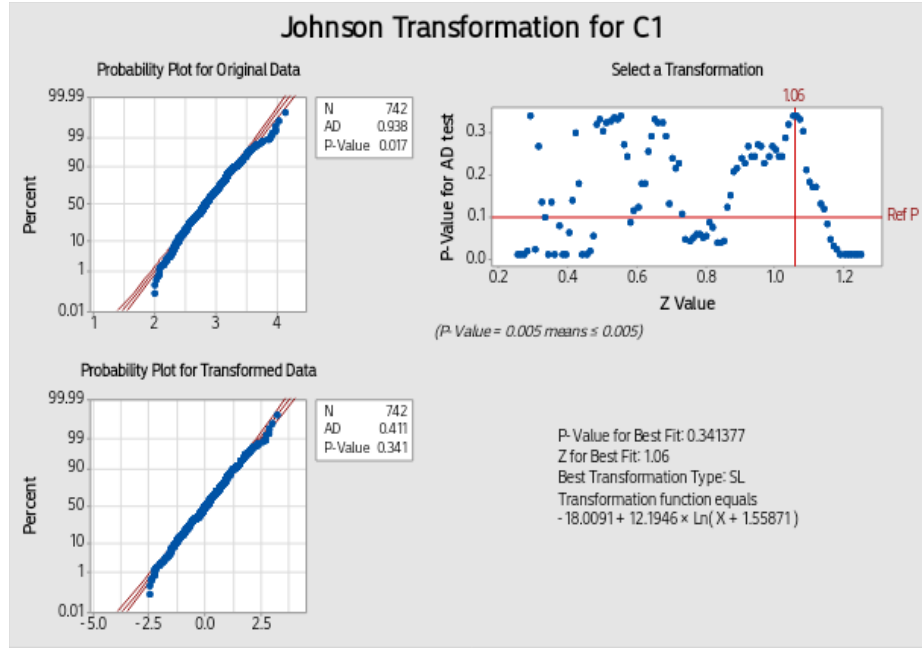 Johnson Transformation for C1
Probability Plot for Original Data
99.99
99
90
50
10
1
0.01
Percent
1 2 3 4
N 742
AD 0.938
P-Value 0.017
Select a Transformation
1.06
0.3
0.2
0.1
0.0
P-Value for AD test
Ref P
0.2 0.4 0.6 0.8 1.0 1.2
Z Value
(P-Value = 0.005 means ≤ 0.005)
Probability Plot for Transformed Data
99.99
99
90
50
10
1
0.01
Percent
-5.0 -2.5 0.0 2.5
N 742
AD 0.411
P-Value 0.341
P-Value for Best Fit: 0.341377
Z for Best Fit: 1.06
Best Transformation Type: SL
Transformation function equals
-18.0091 + 12.1946 × Ln( X + 1.55871 )